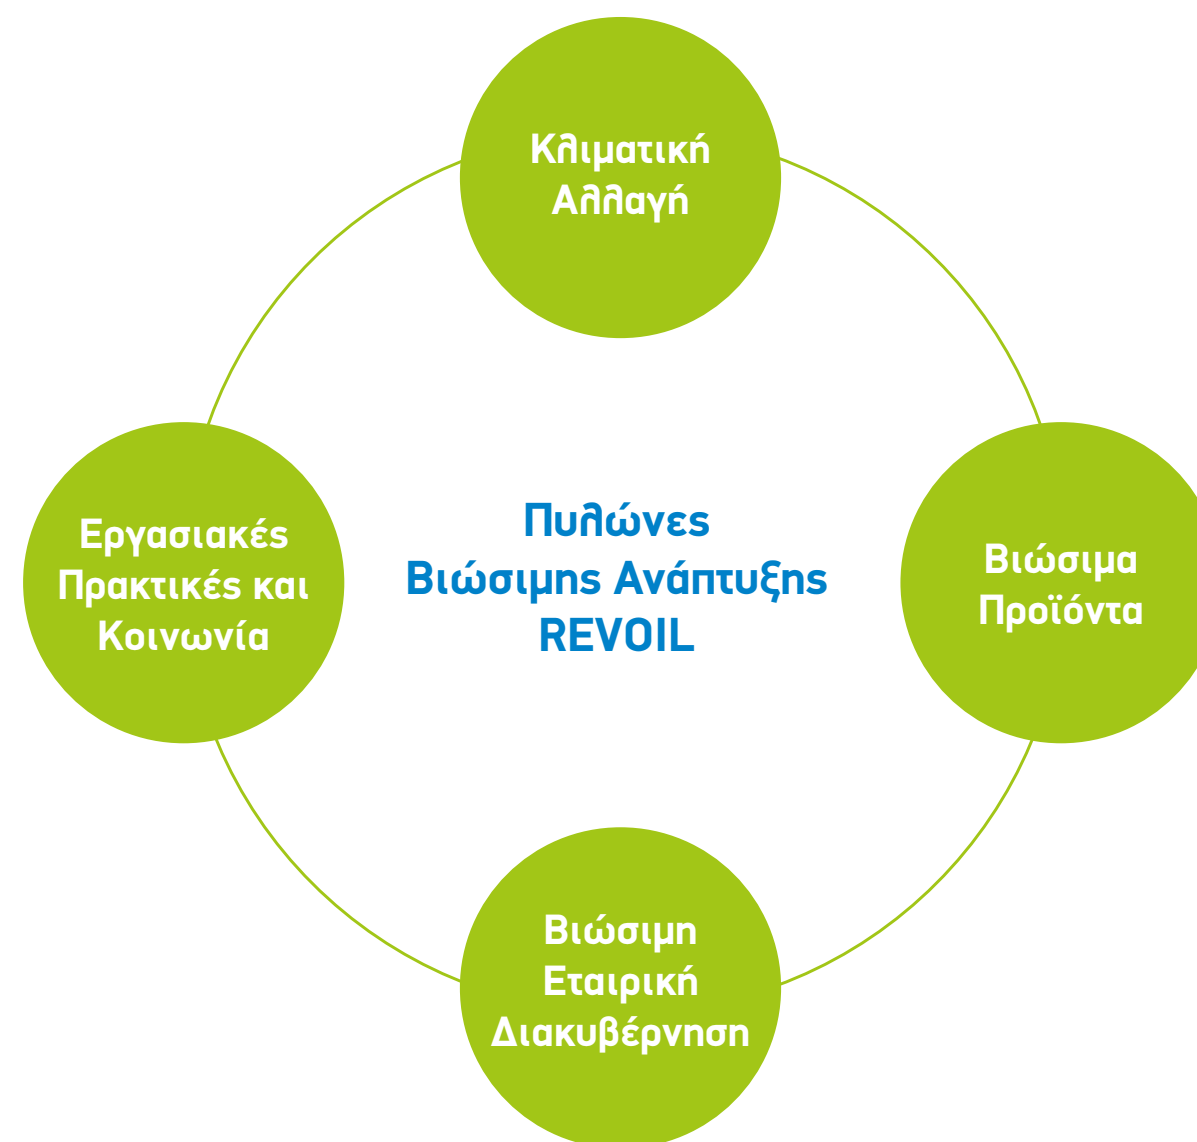 Κλιματική
Αλλαγή
Εργασιακές
Πρακτικές και
Κοινωνία
Πυλώνες
Βιώσιμης Ανάπτυξης
REVOIL
Βιώσιμα
Προϊόντα
Βιώσιμη
Εταιρική
Διακυβέρνηση